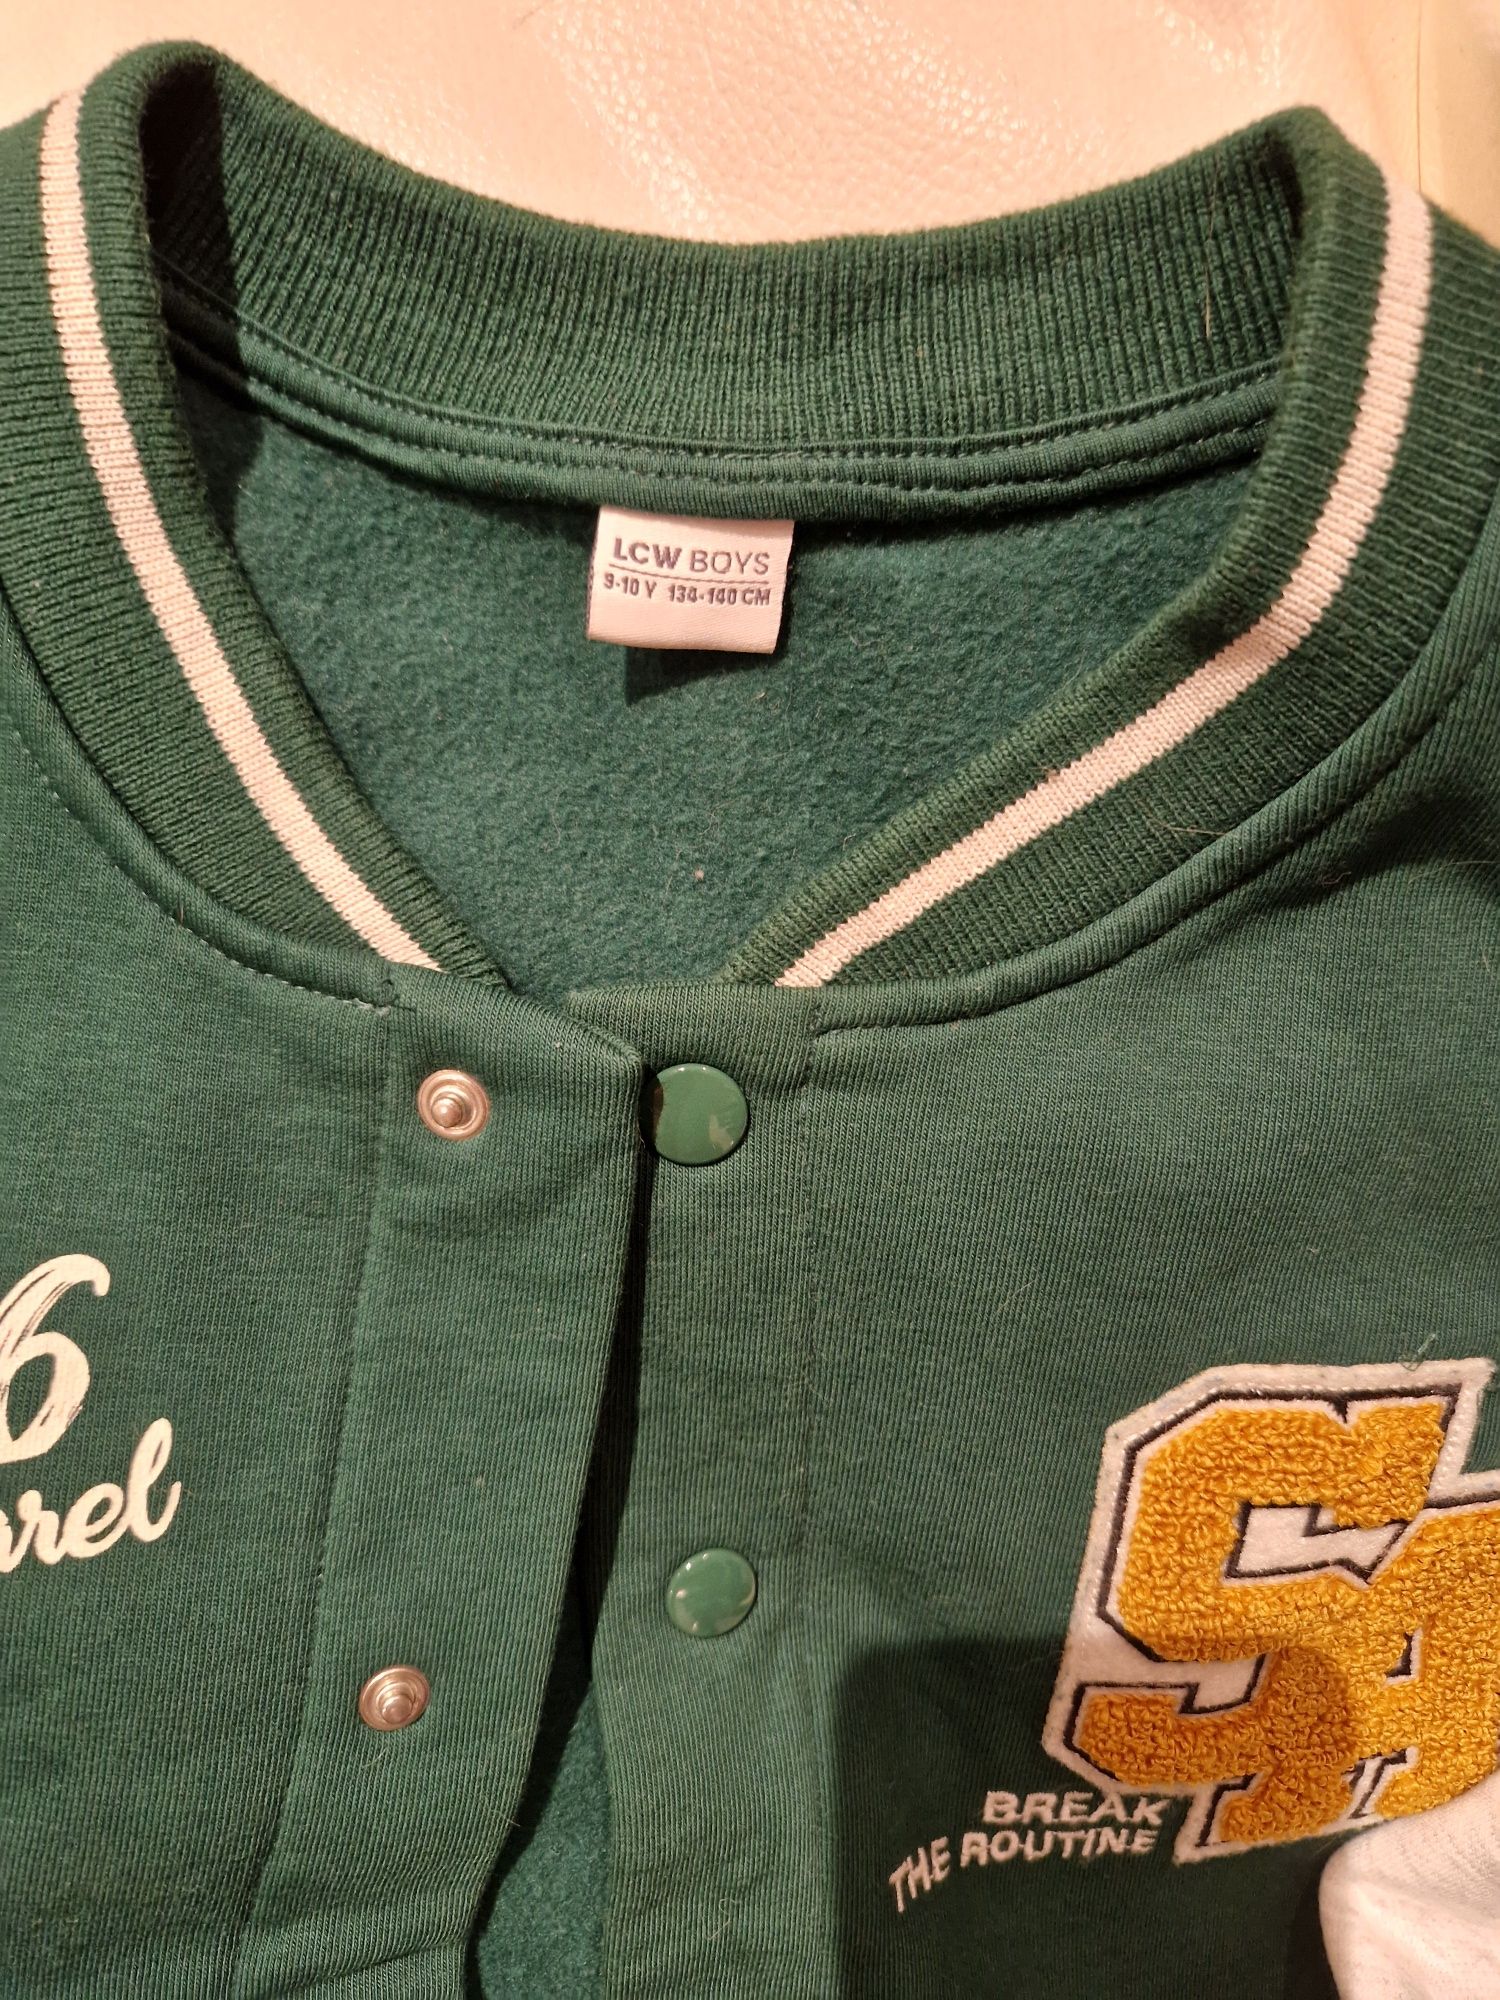 LCW BOYS
9-10 Y 134-140 CM
6
BREAK
THE ROUTINE